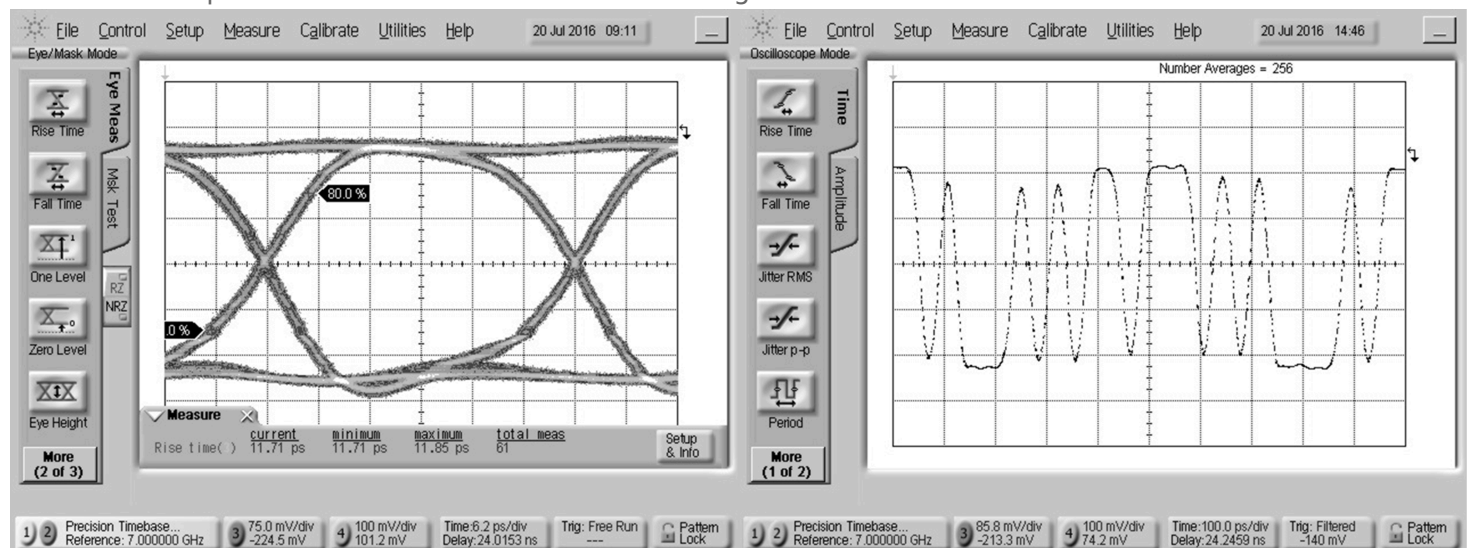 File Control Setup Measure Calibrate Utilities Help 20 Jul 2016 09:11
Eye/Mask Mode
Eye Meas
Msk Test
Rise Time
Fall Time
One Level
Zero Level
Eye Height
More
(2 of 3)
RZ
NRZ
80.0 %
.0 %
Measure
current minimum maximum total meas
Rise time( ) 11.71 ps 11.71 ps 11.85 ps 61
Setup
& Info
1 2 Precision Timebase...
Reference: 7.000000 GHz
3 75.0 mV/div
-224.5 mV
4 100 mV/div
101.2 mV
Time:6.2 ps/div
Delay:24.0153 ns
Trig: Free Run
---
Pattern
Lock
File Control Setup Measure Calibrate Utilities Help 20 Jul 2016 14:46
Oscilloscope Mode
Time
Amplitude
Number Averages = 256
Rise Time
Fall Time
Jitter RMS
Jitter p-p
Period
More
(1 of 2)
1 2 Precision Timebase...
Reference: 7.000000 GHz
3 85.8 mV/div
-213.3 mV
4 100 mV/div
74.2 mV
Time:100.0 ps/div
Delay:24.2459 ns
Trig: Filtered
-140 mV
Pattern
Lock